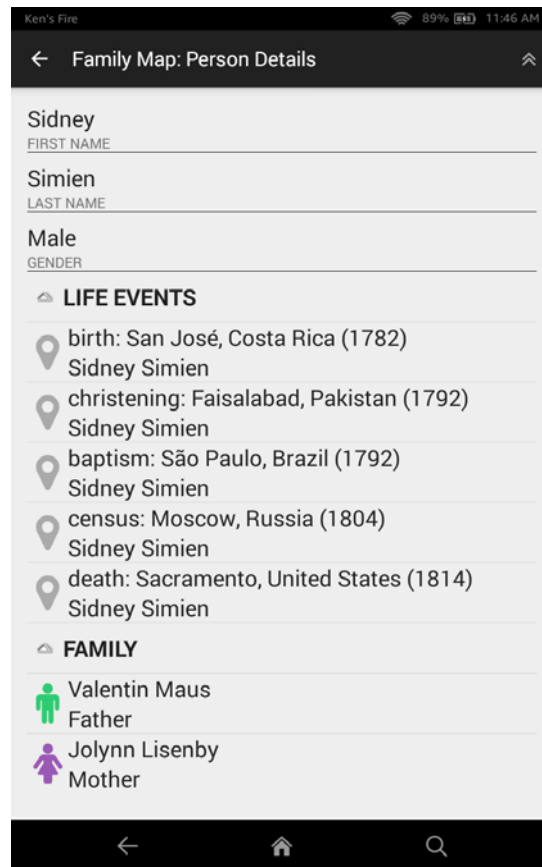 Ken's Fire 89% 11:46 AM
Family Map: Person Details
Sidney
FIRST NAME
Simien
LAST NAME
Male
GENDER
LIFE EVENTS
birth: San José, Costa Rica (1782)
Sidney Simien
christening: Faisalabad, Pakistan (1792)
Sidney Simien
baptism: São Paulo, Brazil (1792)
Sidney Simien
census: Moscow, Russia (1804)
Sidney Simien
death: Sacramento, United States (1814)
Sidney Simien
FAMILY
Valentin Maus
Father
Jolynn Lisenby
Mother